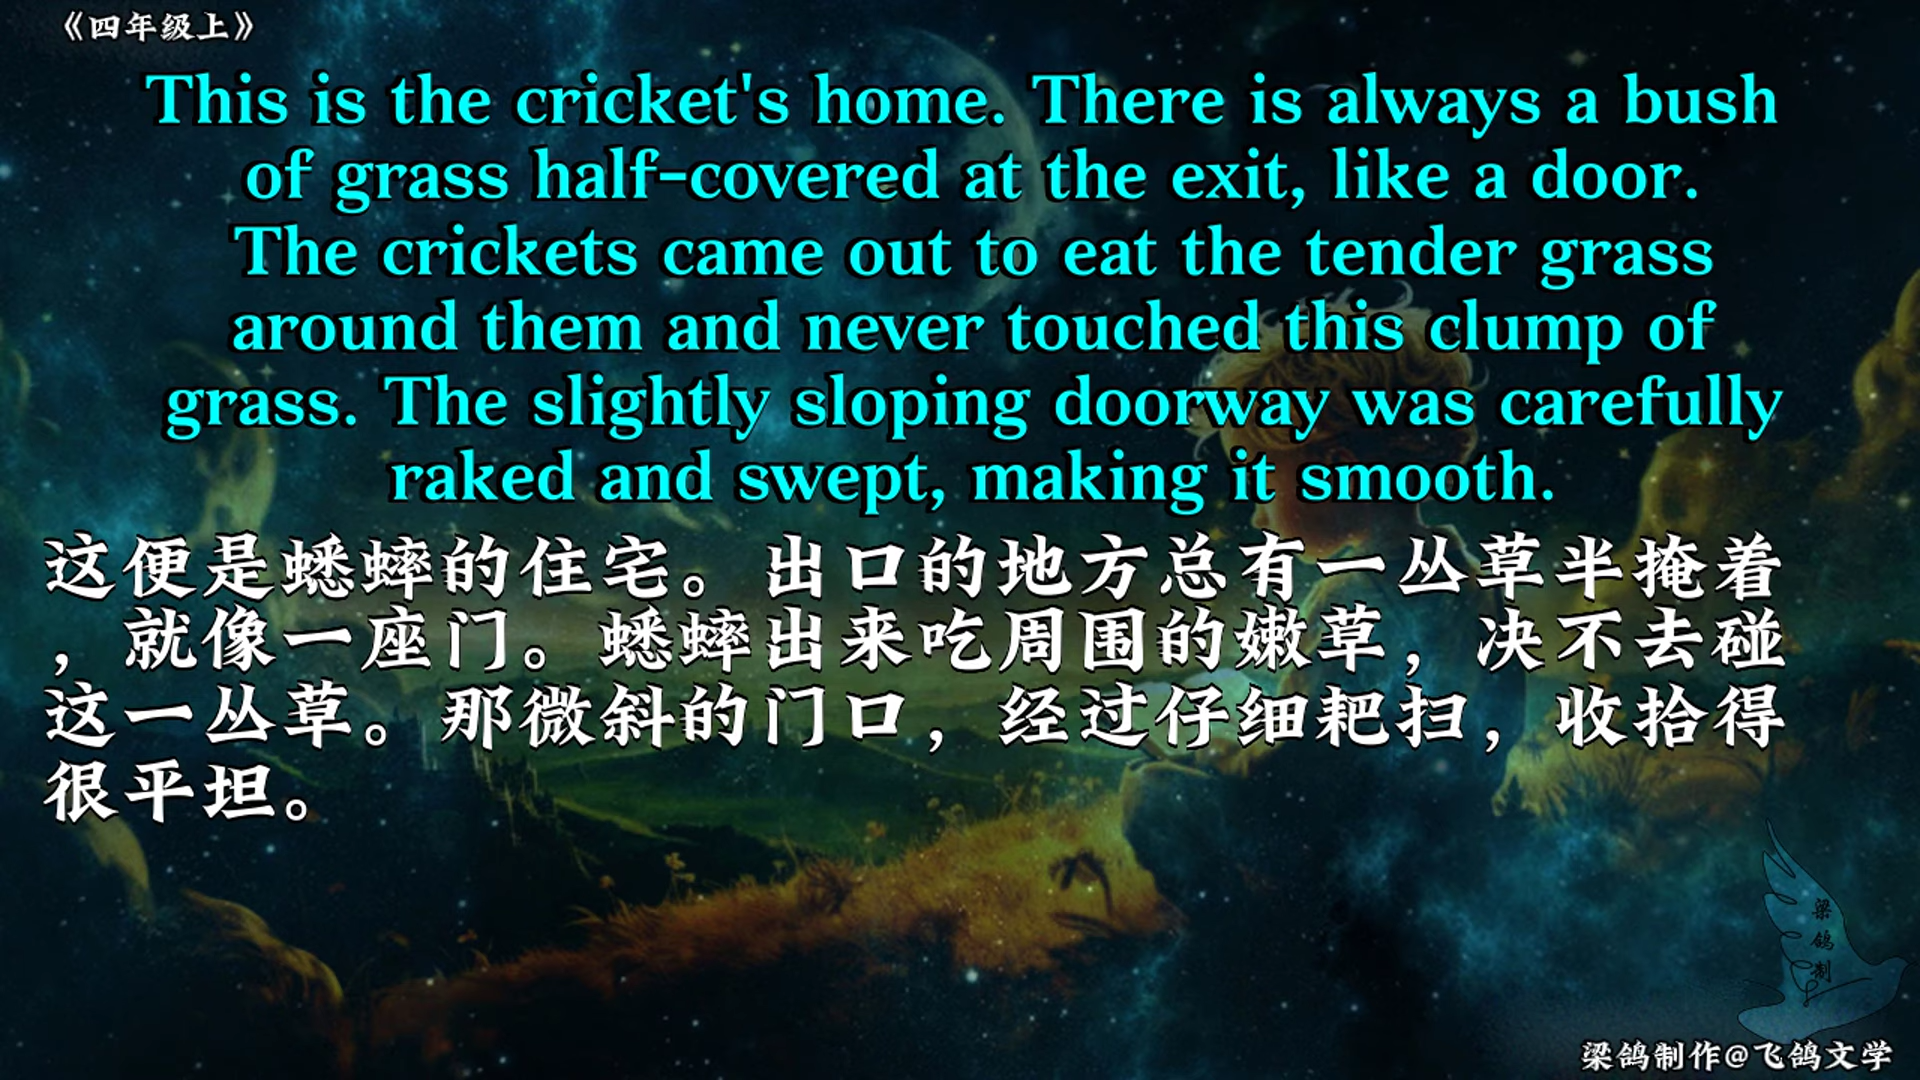 《四年级上》
This is the cricket's home. There is always a bush
of grass half-covered at the exit, like a door.
The crickets came out to eat the tender grass
around them and never touched this clump of
grass. The slightly sloping doorway was carefully
raked and swept, making it smooth.
这便是蟋蟀的住宅。出口的地方总有一丛草半掩着
，就像一座门。蟋蟀出来吃周围的嫩草，决不去碰
这一丛草。那微斜的门口，经过仔细耙扫，收拾得
很平坦。
梁
鸽
制
梁鸽制作@飞鸽文学